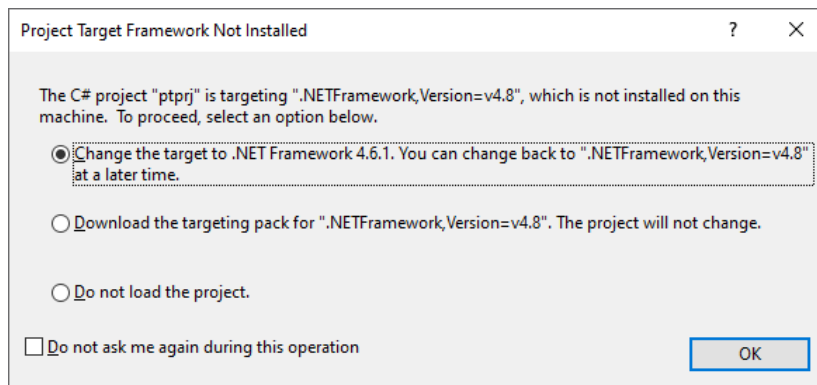 Project Target Framework Not Installed
?
The C# project "ptprj" is targeting ".NETFramework,Version=v4.8", which is not installed on this
machine.  To proceed, select an option below.
Change the target to .NET Framework 4.6.1. You can change back to ".NETFramework,Version=v4.8"
at a later time.
Download the targeting pack for ".NETFramework,Version=v4.8". The project will not change.
Do not load the project.
Do not ask me again during this operation
OK